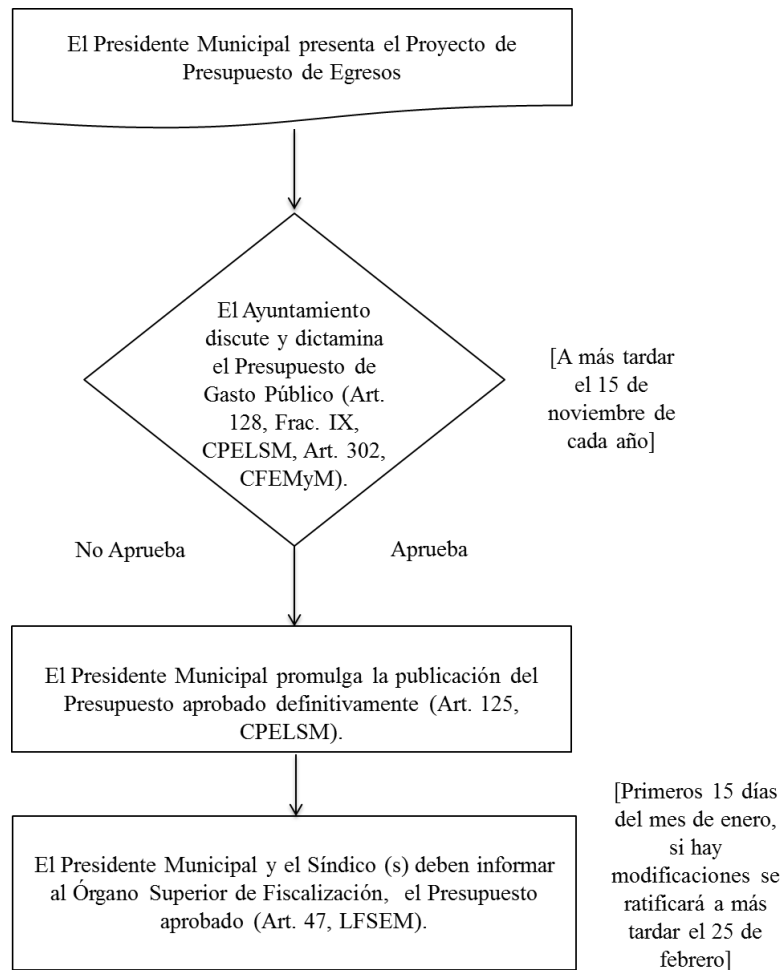 El Presidente Municipal presenta el Proyecto de
Presupuesto de Egresos
El Ayuntamiento
discute y dictamina
el Presupuesto de
Gasto Público (Art.
128, Frac. IX,
CPELSM, Art. 302,
CFEMyM).
[A más tardar
el 15 de
noviembre de
cada año]
No Aprueba
Aprueba
El Presidente Municipal promulga la publicación del
Presupuesto aprobado definitivamente (Art. 125,
CPELSM).
El Presidente Municipal y el Síndico (s) deben informar
al Órgano Superior de Fiscalización, el Presupuesto
aprobado (Art. 47, LFSEM).
[Primeros 15 días
del mes de enero,
si hay
modificaciones se
ratificará a más
tardar el 25 de
febrero]